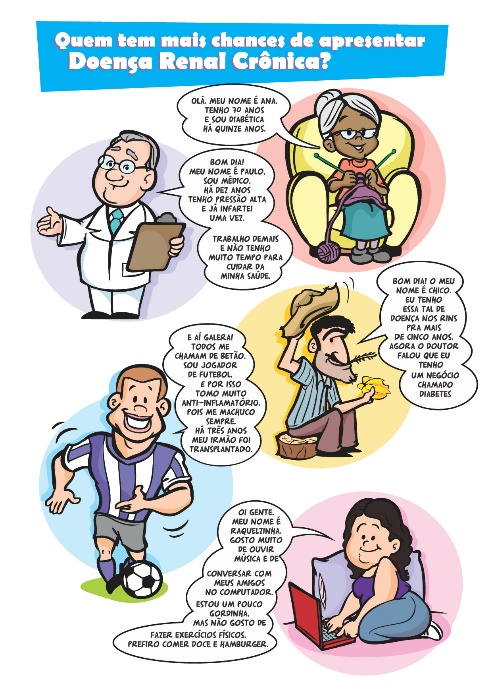 Quem tem mais chances de apresentar
Doença Renal Crônica?
OLÁ, MEU NOME É ANA.
TENHO 70 ANOS
E SOU DIABÉTICA
HÁ QUINZE ANOS.
BOM DIA!
MEU NOME É PAULO.
SOU MÉDICO.
HÁ DEZ ANOS
TENHO PRESSÃO ALTA
E JÁ INFARTEI
UMA VEZ.
TRABALHO DEMAIS
E NÃO TENHO
MUITO TEMPO PARA
CUIDAR DA
MINHA SAÚDE.
BOM DIA! O MEU
NOME É CHICO.
EU TENHO
ESSA TAL DE
DOENÇA NOS RINS
PRA MAIS
DE CINCO ANOS.
AGORA O DOUTOR
FALOU QUE EU
TENHO
UM NEGÓCIO
CHAMADO
DIABETES
E AÍ GALERA!
TODOS ME
CHAMAM DE BETÃO.
SOU JOGADOR
DE FUTEBOL.
E POR ISSO
TOMO MUITO
ANTI-INFLAMATÓRIO.
POIS ME MACHUCO
SEMPRE.
HÁ TRÊS ANOS
MEU IRMÃO FOI
TRANSPLANTADO.
OI GENTE.
MEU NOME É
RAQUELZINHA.
GOSTO MUITO
DE OUVIR
MÚSICA E DE
CONVERSAR COM
MEUS AMIGOS
NO COMPUTADOR.
ESTOU UM POUCO
GORDINHA.
MAS NÃO GOSTO DE
FAZER EXERCÍCIOS FÍSICOS.
PREFIRO COMER DOCE E HAMBURGER.